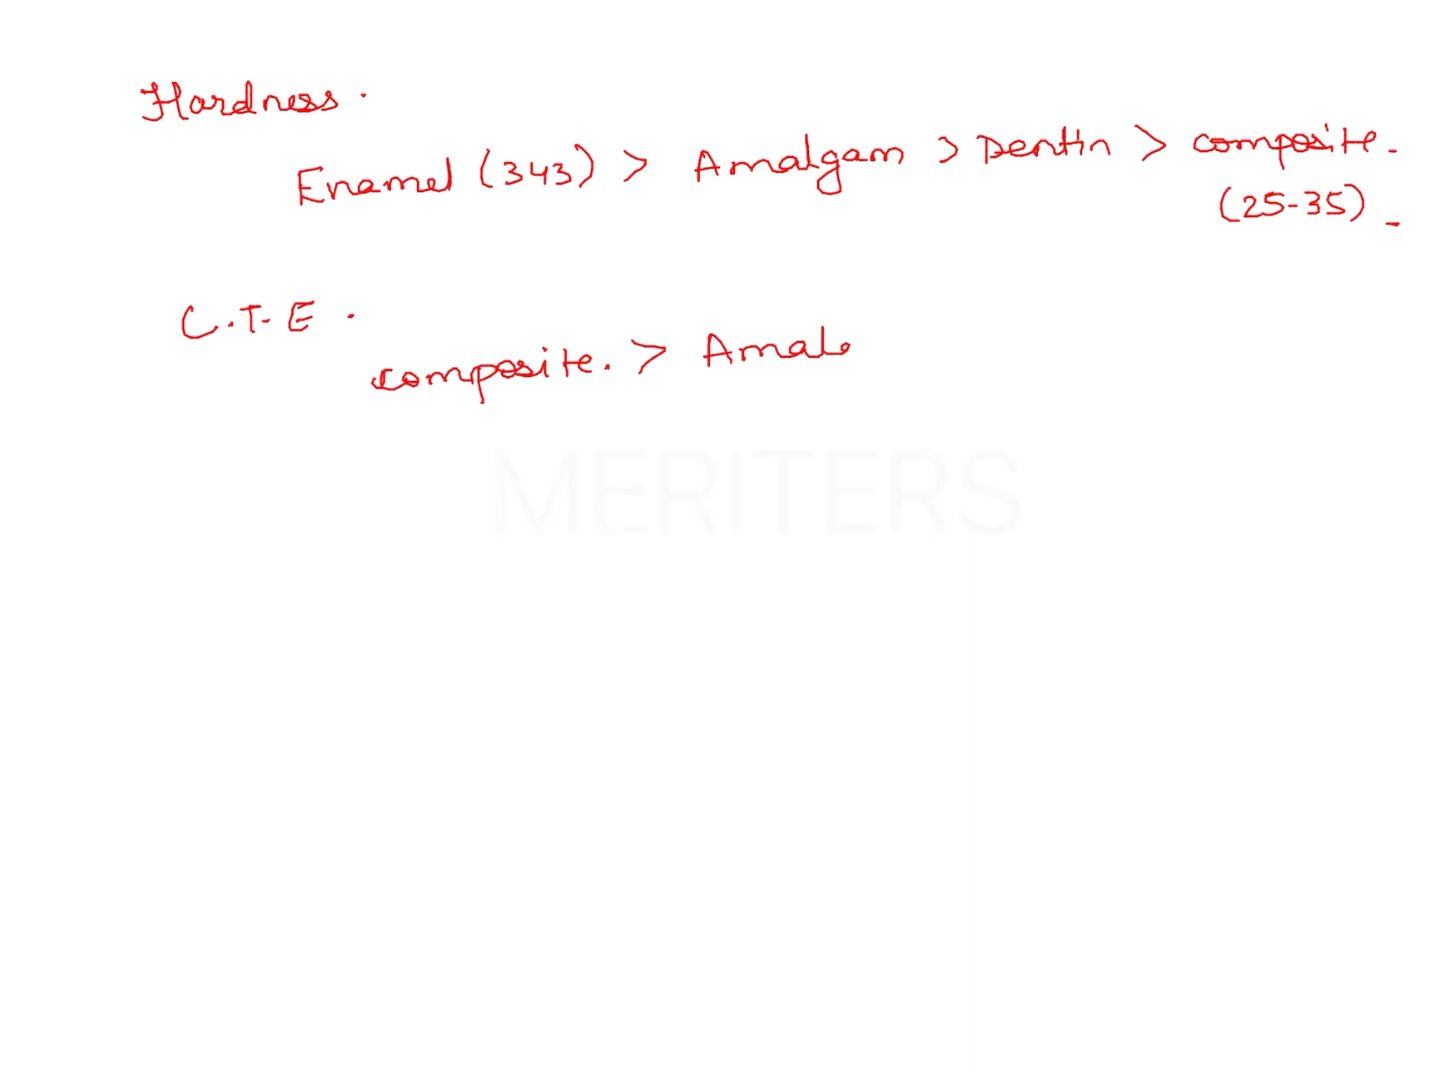 Hardness .
Enamel (343) > Amalgam > Dentin > composite.
(25-35) -
C.T.E .
composite. > Amal
MERITERS